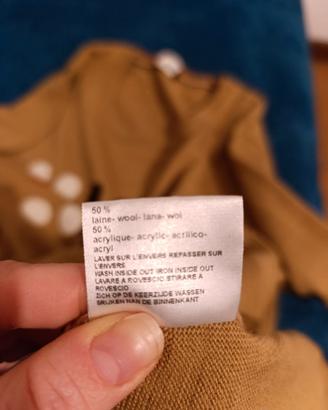 50 %
laine- wool- lana- wol
50 %
acrylique- acrylic- acrilico-
acryl
LAVER SUR L'ENVERS REPASSER SUR
L'ENVERS
WASH INSIDE OUT IRON INSIDE OUT
LAVARE A ROVESCIO STIRARE A
ROVESCIO
ZICH OP DE KEERZIJDE WASSEN
STRIJKEN LANGS DE BINNENKANT